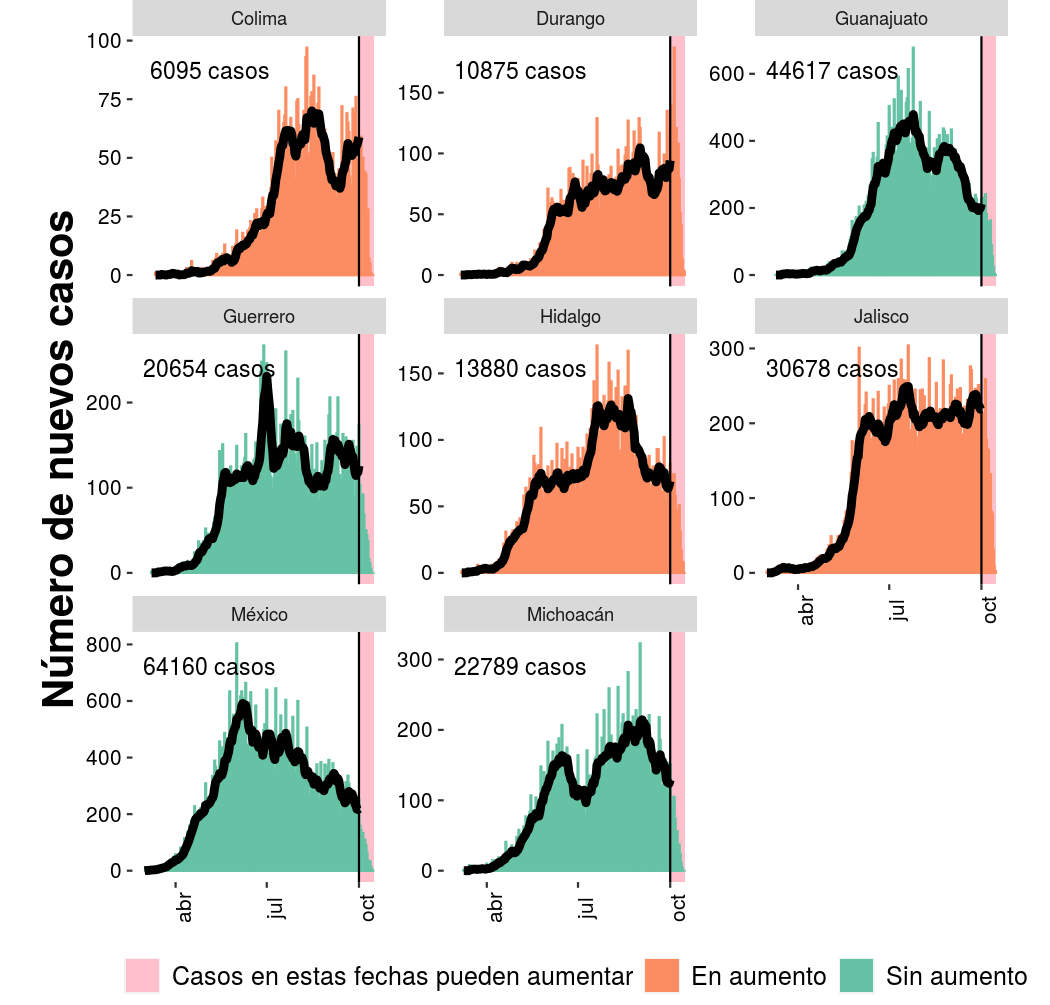 Colima
Durango
Guanajuato
100
75
50
25
0
6095 casos
150
100
50
0
10875 casos
600
400
200
0
44617 casos
Número de nuevos casos
Guerrero
Hidalgo
Jalisco
200
100
0
20654 casos
150
100
50
0
13880 casos
300
200
100
0
30678 casos
abr
jul
oct
México
Michoacán
800
600
400
200
0
64160 casos
abr
jul
oct
300
200
100
0
22789 casos
abr
jul
oct
Casos en estas fechas pueden aumentar
En aumento
Sin aumento